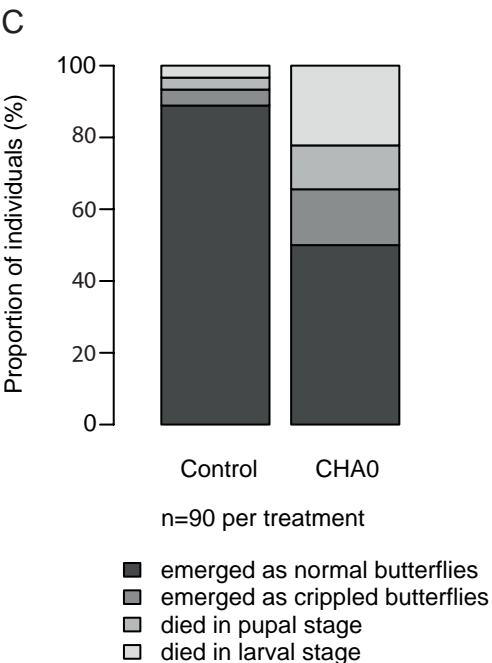 C
Proportion of individuals (%)
100
80
60
40
20
0
Control CHA0
n=90 per treatment
emerged as normal butterflies
emerged as crippled butterflies
died in pupal stage
died in larval stage